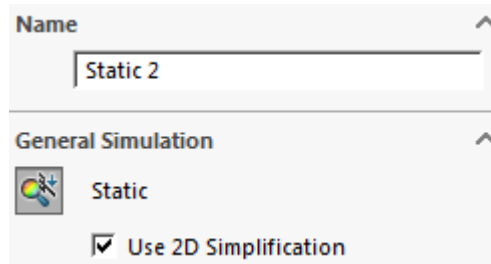 Name
Static 2
General Simulation
Static
Use 2D Simplification